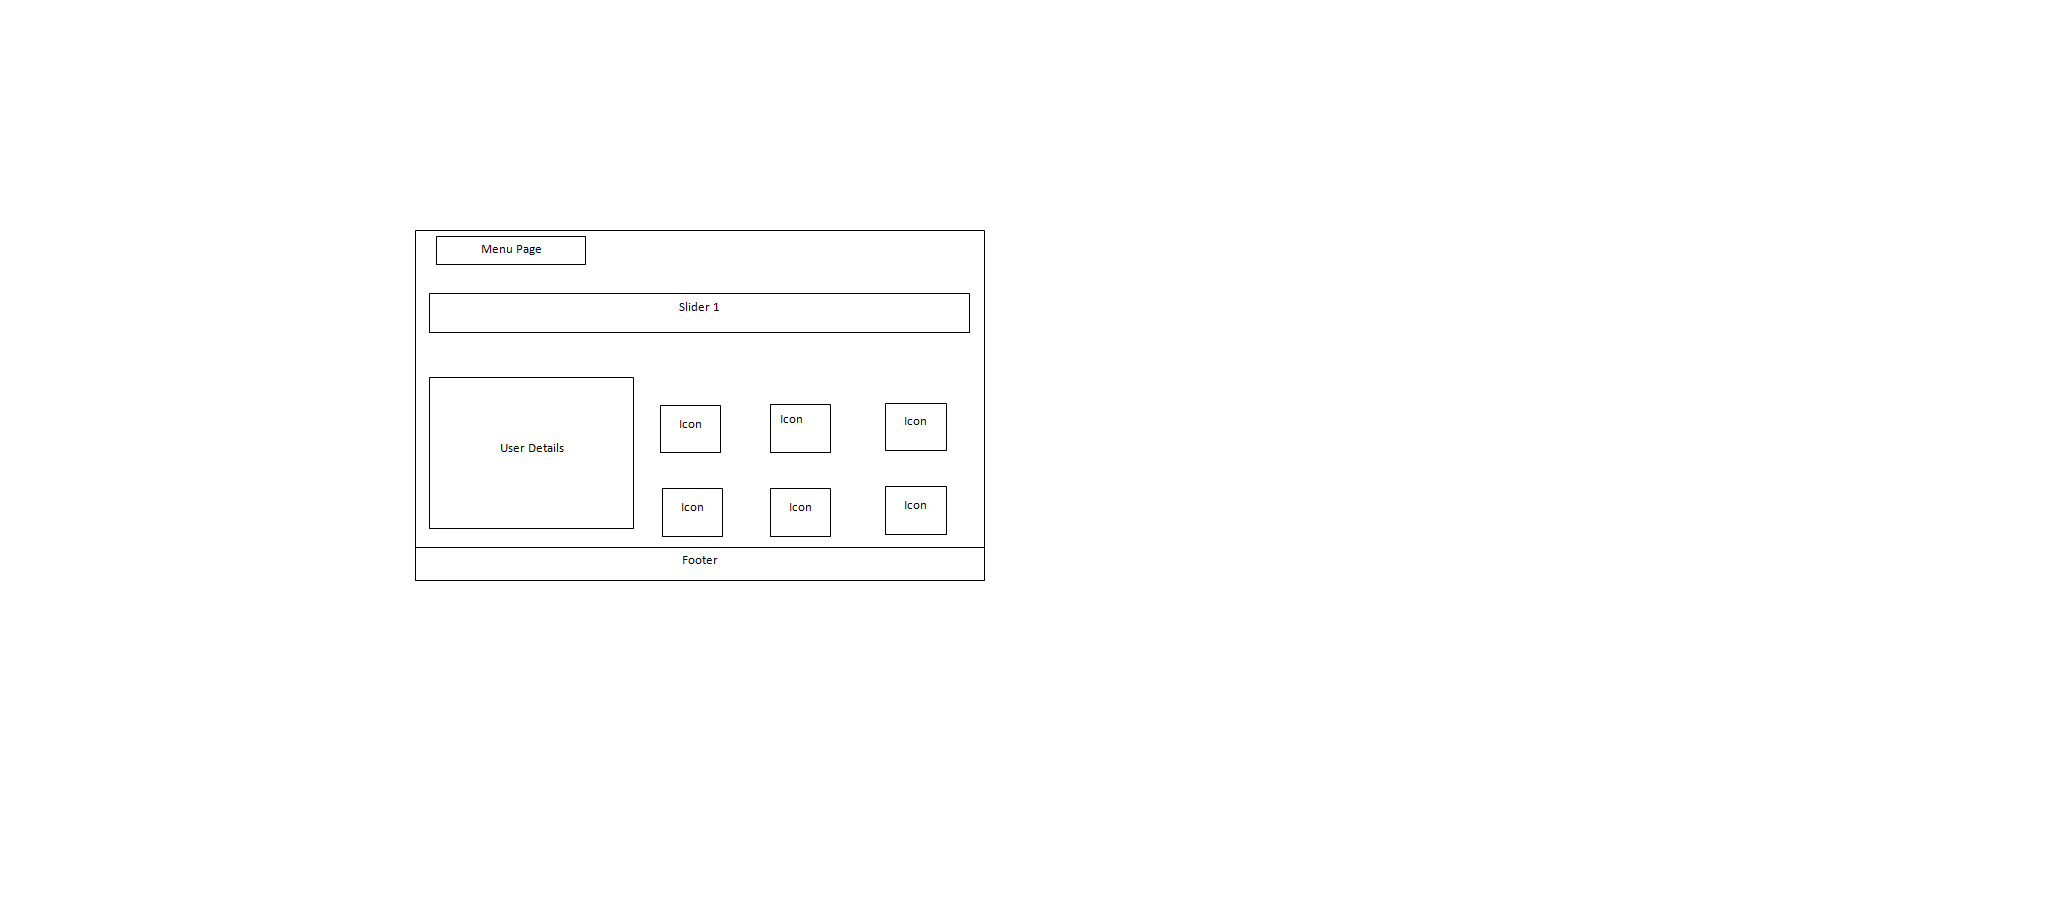 Menu Page
Slider 1
User Details
Icon
Icon
Icon
Icon
Icon
Icon
Footer